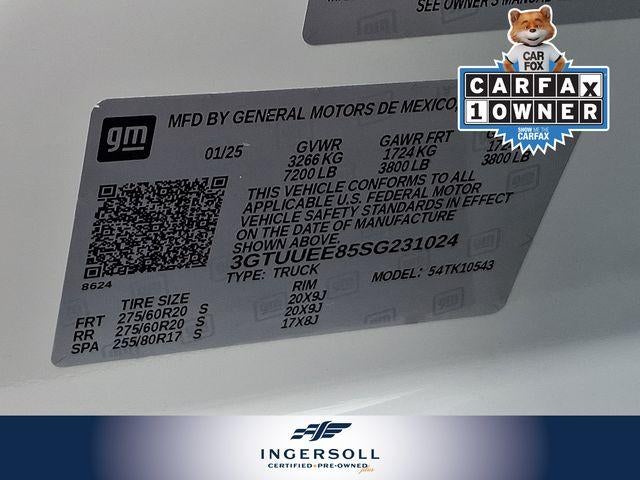 SEE OWNER'S MANUAL
CAR
FOX
CARFAX
1 OWNER
SHOW ME THE
CARFAX
gm
MFD BY GENERAL MOTORS DE MEXICO,
01/25
GVWR GAWR FRT
3266 KG 1724 KG
7200 LB 3800 LB 3800 LB
THIS VEHICLE CONFORMS TO ALL
APPLICABLE U.S. FEDERAL MOTOR
VEHICLE SAFETY STANDARDS IN EFFECT
ON THE DATE OF MANUFACTURE
SHOWN ABOVE.
3GTUUEE85SG231024
TYPE: TRUCK MODEL: 54TK10543
8624
TIRE SIZE RIM
FRT 275/60R20 S 20X9J
RR 275/60R20 S 20X9J
SPA 255/80R17 S 17X8J
INGERSOLL
CERTIFIED • PRE-OWNED plus